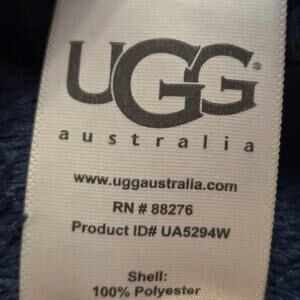 UGG®
australia
www.uggaustralia.com
RN # 88276
Product ID# UA5294W
Shell:
100% Polyester